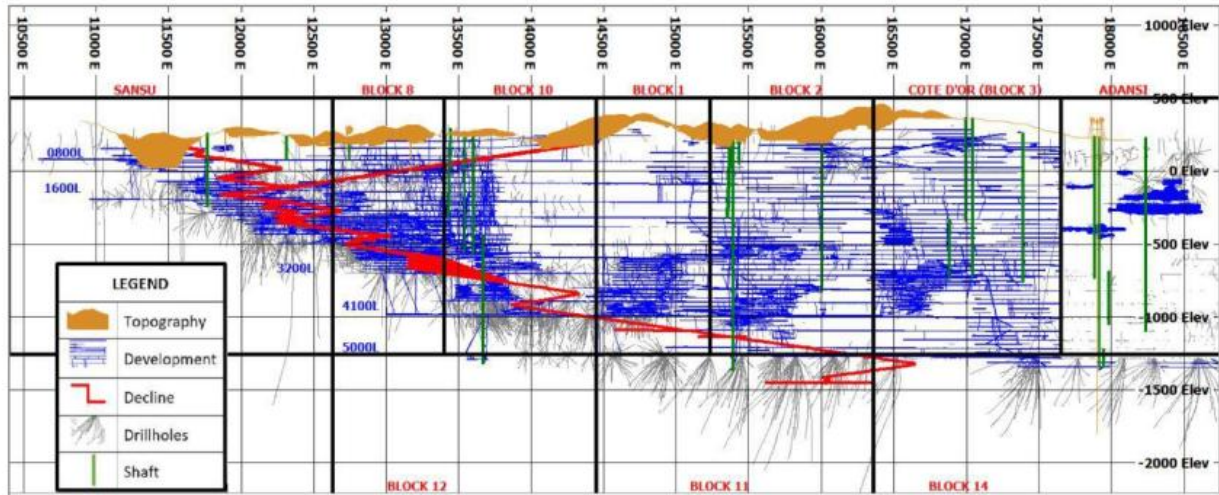 10500 E
11000 E
11500 E
12000 E
12500 E
13000 E
13500 E
14000 E
14500 E
15000 E
15500 E
16000 E
16500 E
17000 E
17500 E
18000 E
18500 E
1000 Elev
SANSU
BLOCK 8
BLOCK 10
BLOCK 1
BLOCK 2
COTE D'OR (BLOCK 3)
ADANSI
500 Elev
0800L
0 Elev
1600L
-500 Elev
3200L
4100L
-1000 Elev
5000L
-1500 Elev
-2000 Elev
LEGEND
Topography
Development
Decline
Drillholes
Shaft
BLOCK 12
BLOCK 11
BLOCK 14